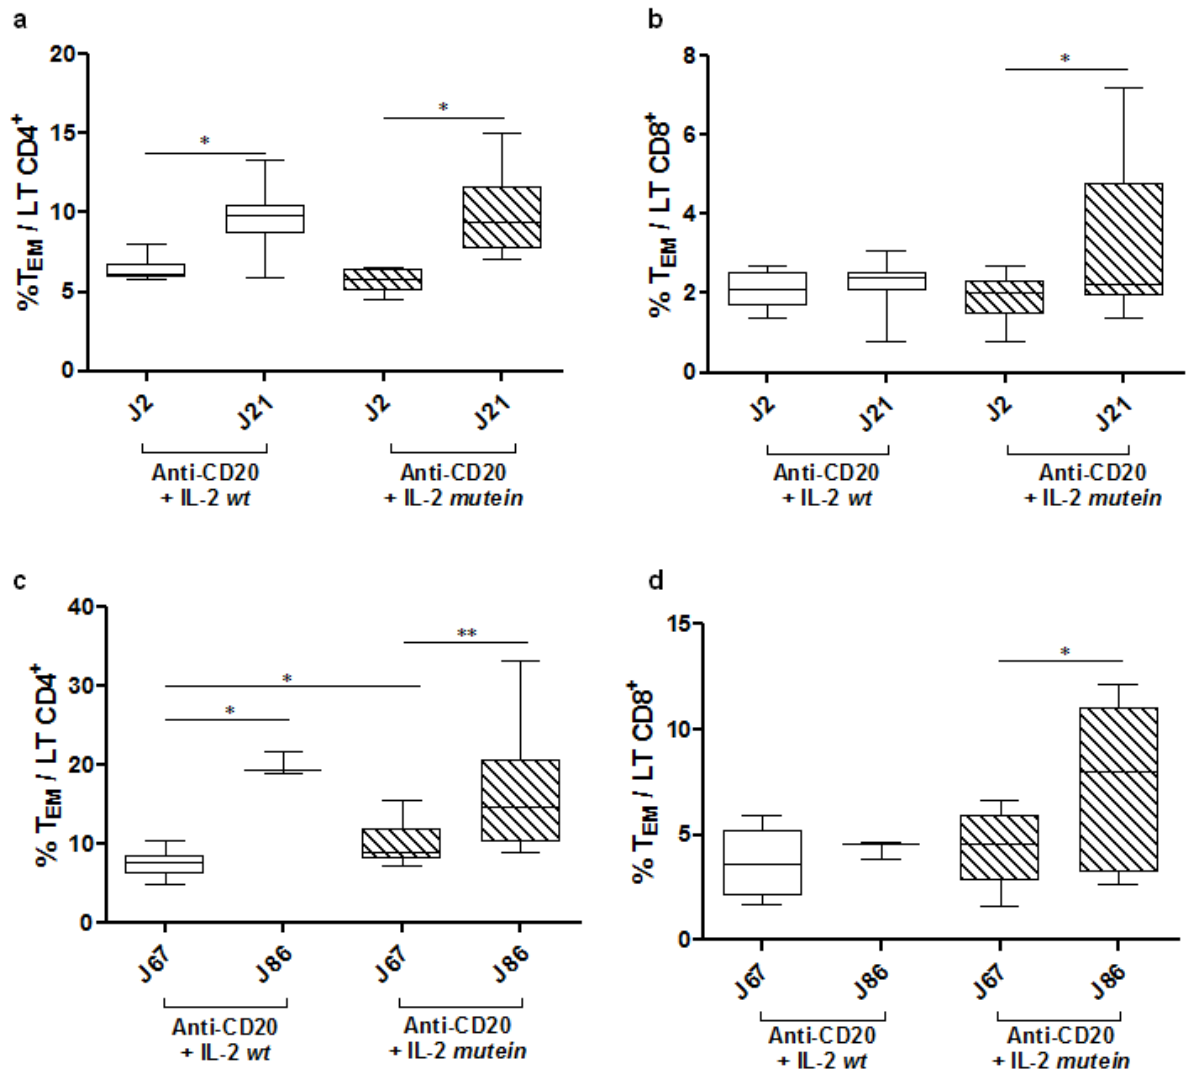 a
%TEM / LT CD4+
20
15
10
5
0
*
*
J2
J21
J2
J21
Anti-CD20
+ IL-2 wt
Anti-CD20
+ IL-2 mutein
b
% TEM / LT CD8+
8
6
4
2
0
*
J2
J21
J2
J21
Anti-CD20
+ IL-2 wt
Anti-CD20
+ IL-2 mutein
c
% TEM / LT CD4+
40
30
20
10
0
*
*
**
J67
J86
J67
J86
Anti-CD20
+ IL-2 wt
Anti-CD20
+ IL-2 mutein
d
% TEM / LT CD8+
15
10
5
0
*
J67
J86
J67
J86
Anti-CD20
+ IL-2 wt
Anti-CD20
+ IL-2 mutein